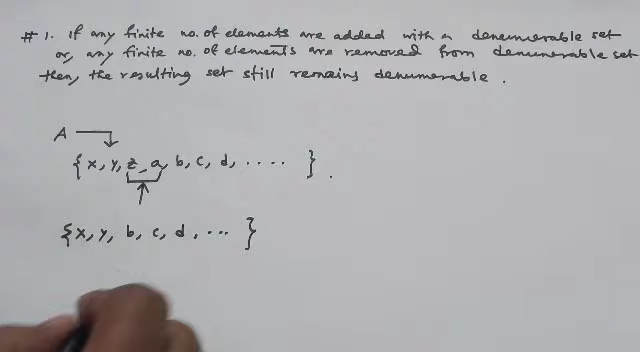 # 1. If any finite no. of elements are added with a denumerable set
or, any finite no. of elements are removed from denumerable set
then, the resulting set still remains denumerable .
A
{ x, y, z, a, b, c, d, .... } .
{x, y, b, c, d, ... }